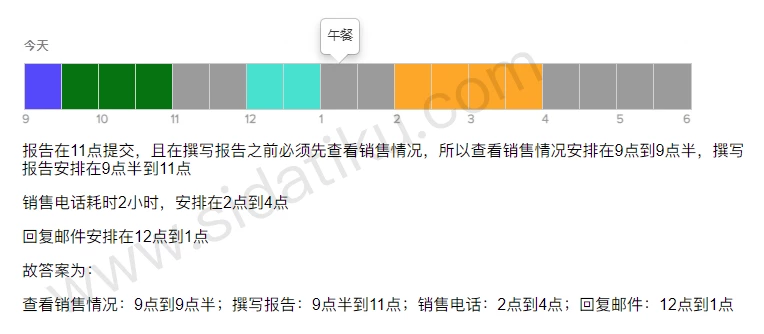 午餐
今天
9 10 11 12 1 2 3 4 5 6
报告在11点提交，且在撰写报告之前必须先查看销售情况，所以查看销售情况安排在9点到9点半，撰写
报告安排在9点半到11点
销售电话耗时2小时，安排在2点到4点
回复邮件安排在12点到1点
故答案为：
查看销售情况：9点到9点半；撰写报告：9点半到11点；销售电话：2点到4点；回复邮件：12点到1点
www.sidatiku.com